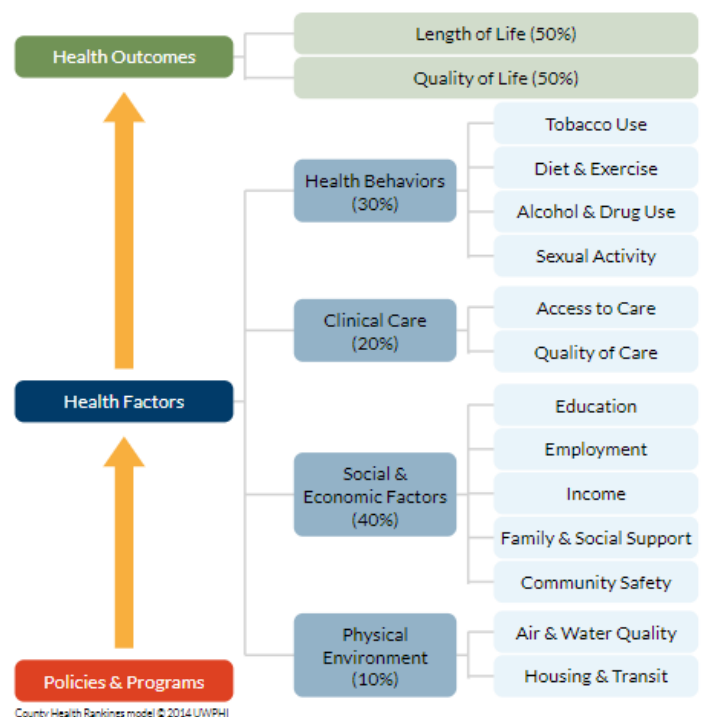 Health Outcomes
Length of Life (50%)
Quality of Life (50%)
Health Factors
Health Behaviors
(30%)
Tobacco Use
Diet & Exercise
Alcohol & Drug Use
Sexual Activity
Clinical Care
(20%)
Access to Care
Quality of Care
Social &
Economic Factors
(40%)
Education
Employment
Income
Family & Social Support
Community Safety
Physical
Environment
(10%)
Air & Water Quality
Housing & Transit
Policies & Programs
County Health Rankings model © 2014 UWPHI